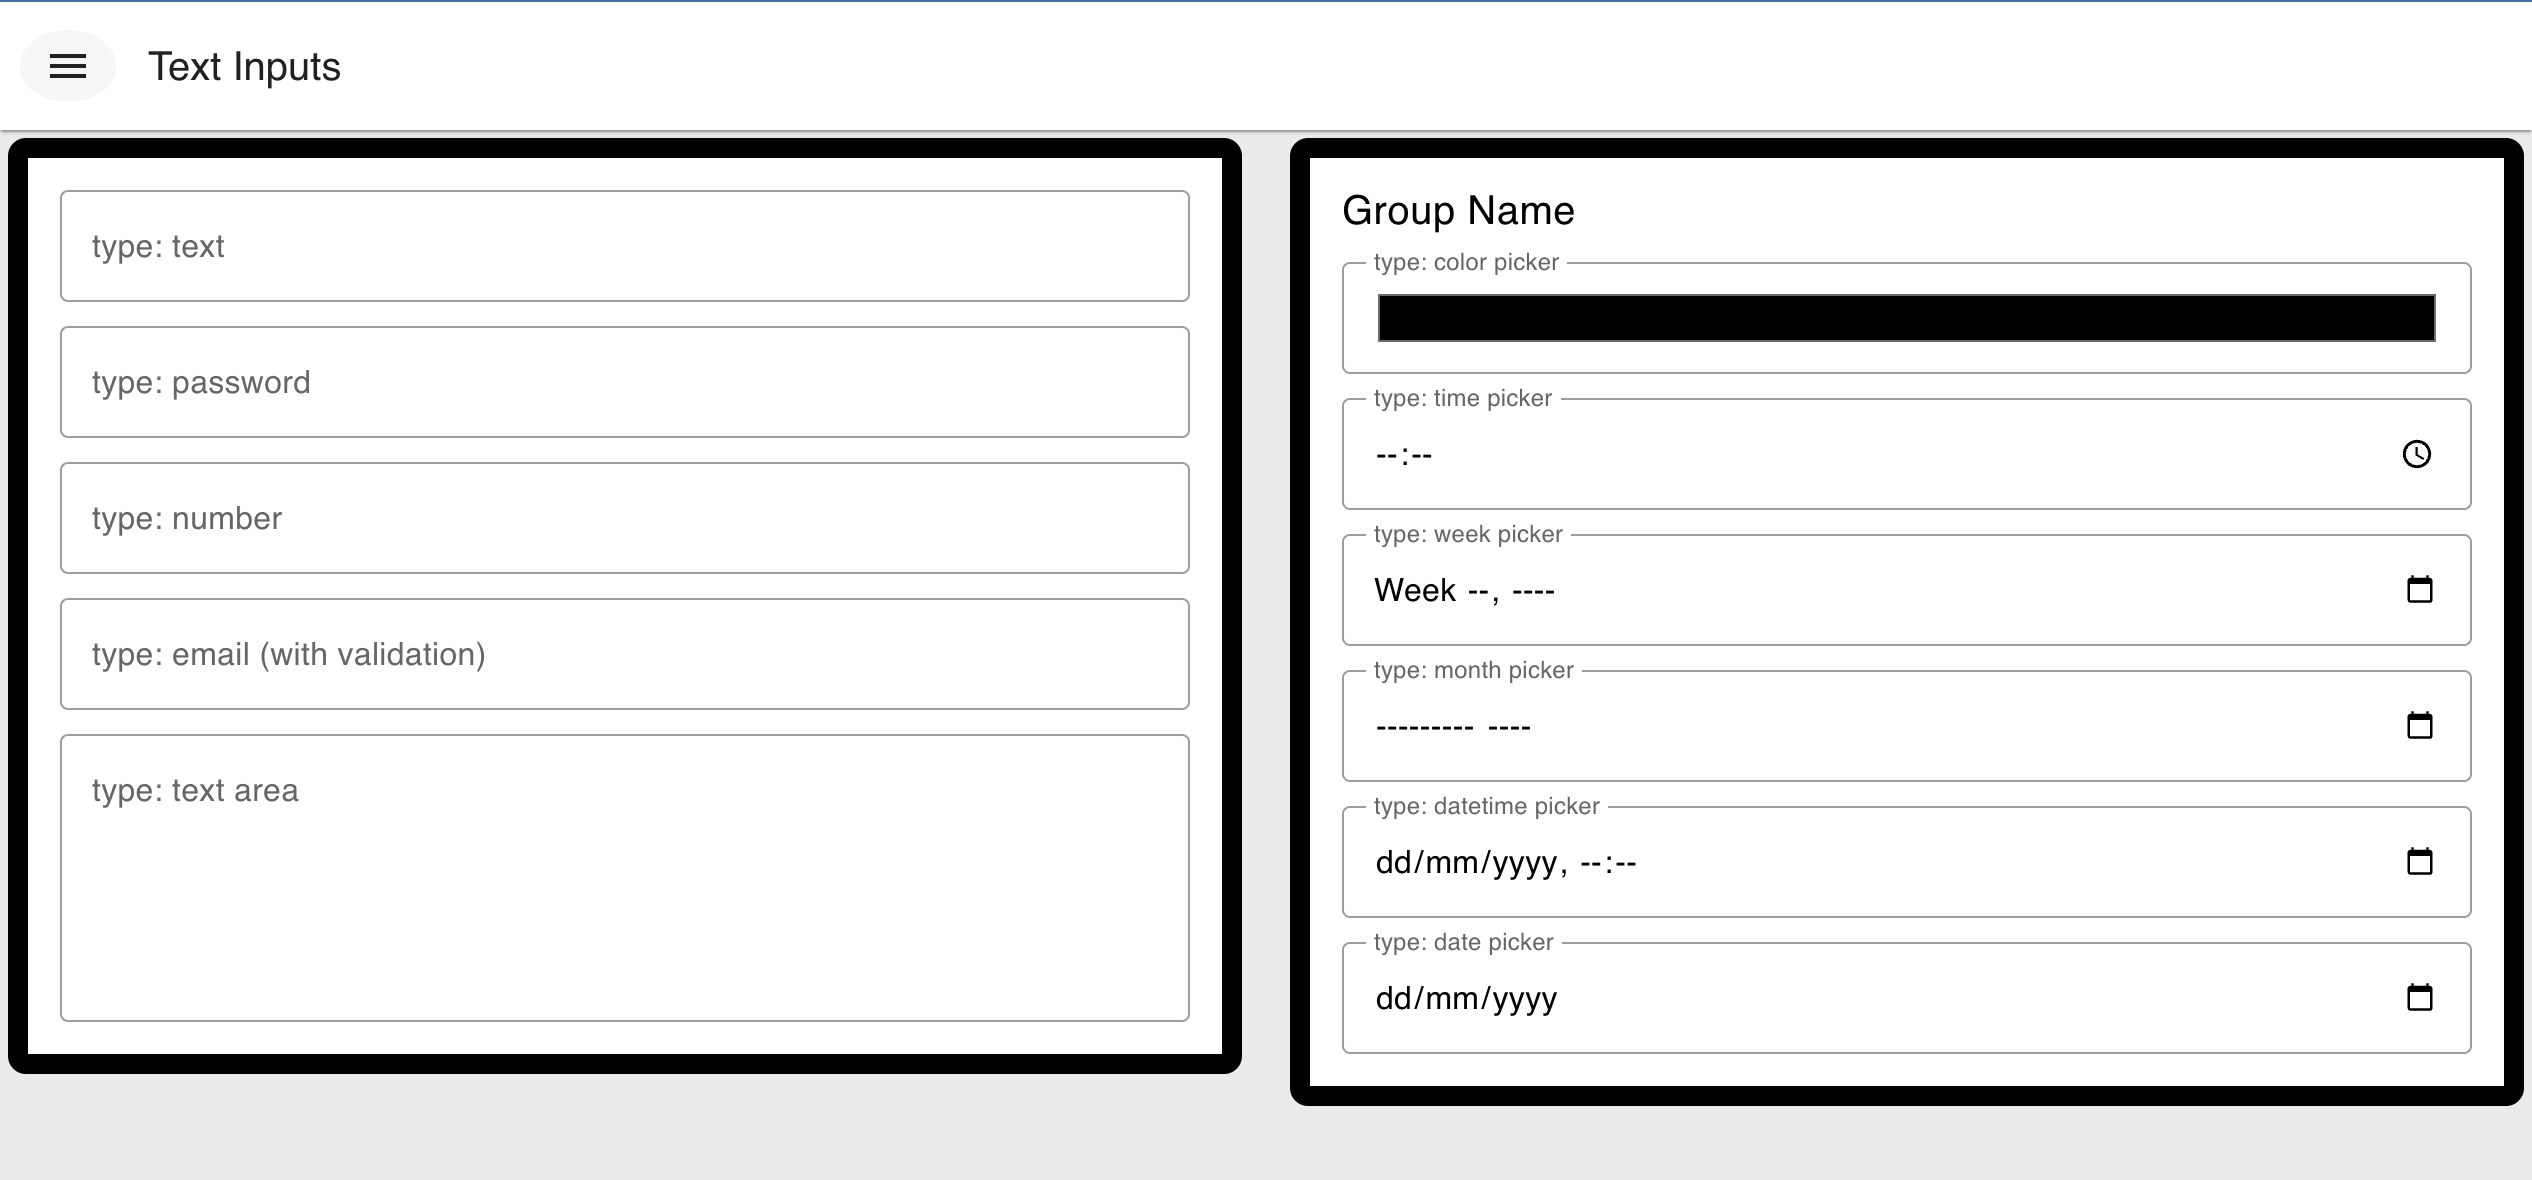 Text Inputs
type: text
type: password
type: number
type: email (with validation)
type: text area
Group Name
type: color picker
type: time picker
--:--
type: week picker
Week --, ----
type: month picker
--------- ----
type: datetime picker
dd/mm/yyyy, --:--
type: date picker
dd/mm/yyyy